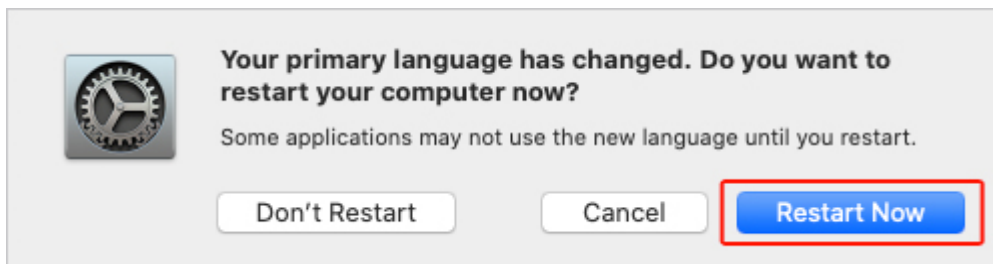 Your primary language has changed. Do you want to
restart your computer now?
Some applications may not use the new language until you restart.
Don’t Restart
Cancel
Restart Now